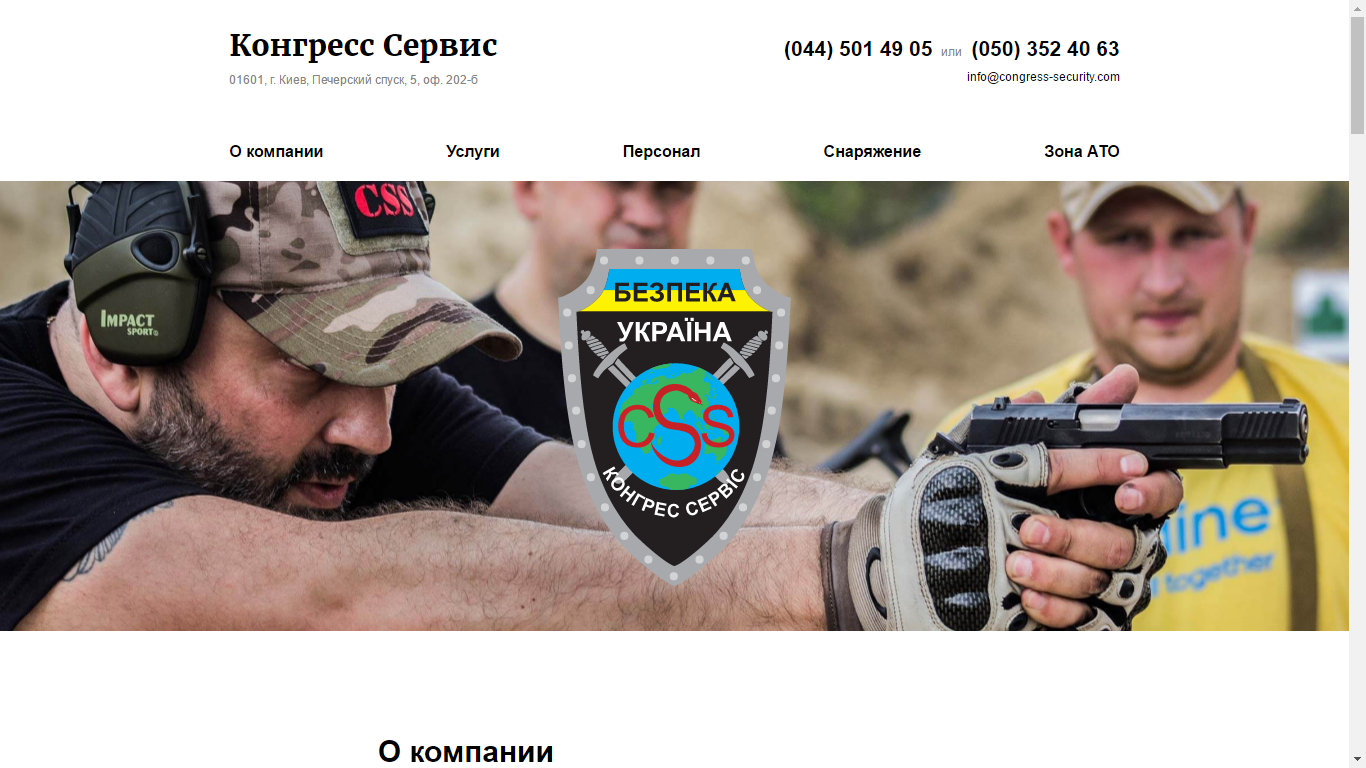 Конгресс Сервис
(044) 501 49 05 или (050) 352 40 63
01601, г. Киев, Печерский спуск, 5, оф. 202-б
info@congress-security.com
О компании Услуги Персонал Снаряжение Зона АТО
CSS
IMPACT
SPORT
БЕЗПЕКА
УКРАЇНА
CSS
КОНГРЕС СЕРВІС
line
together
О компании